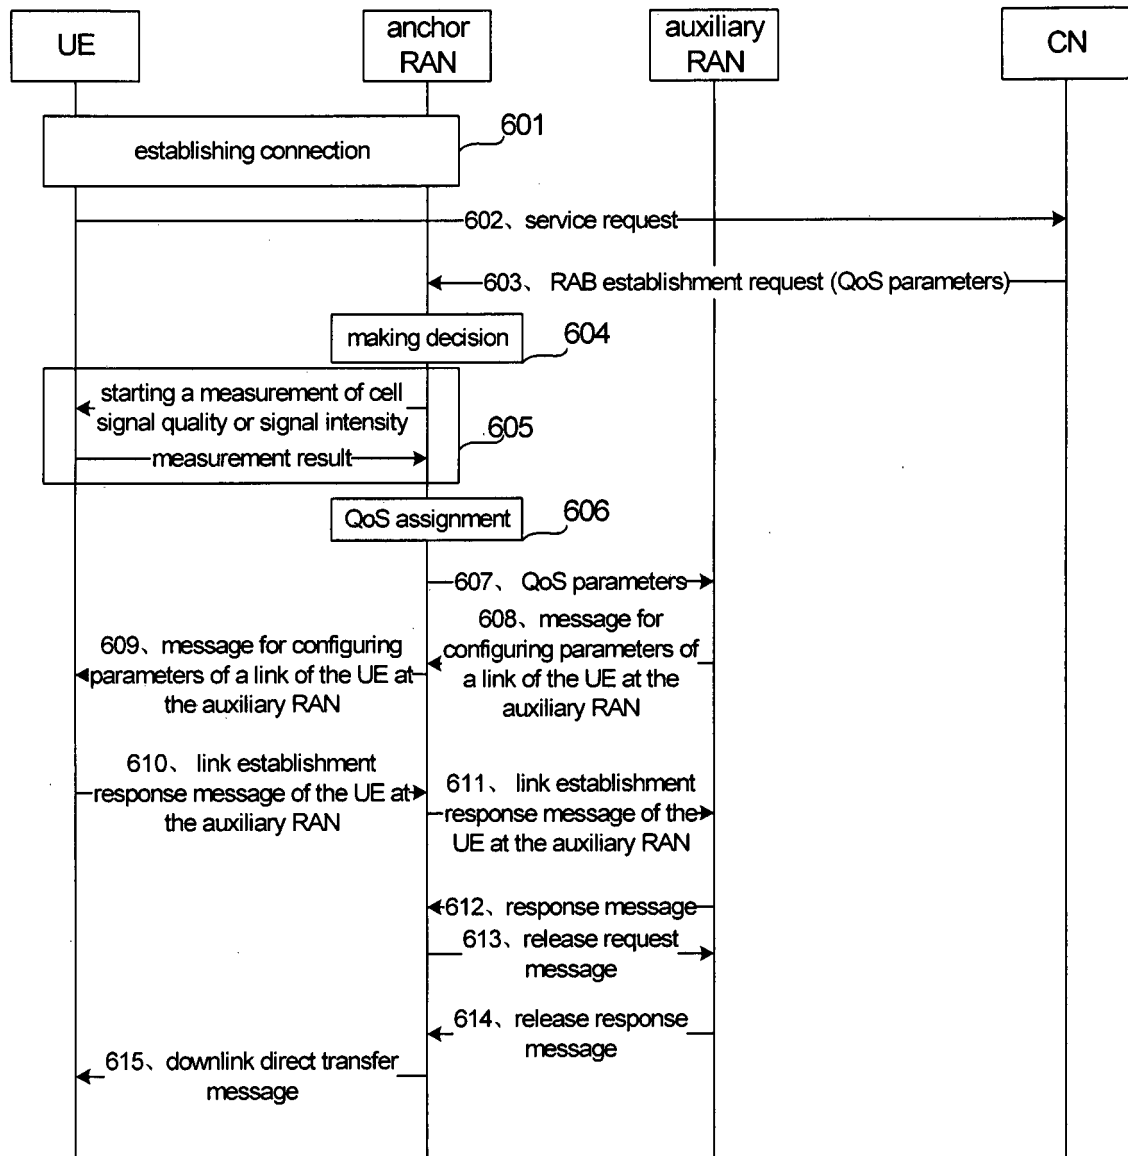 UE
anchor
RAN
auxiliary
RAN
CN
establishing connection
601
602、service request
603、 RAB establishment request (QoS parameters)
making decision
604
starting a measurement of cell
signal quality or signal intensity
measurement result
605
QoS assignment
606
607、 QoS parameters
608、message for
configuring parameters of
a link of the UE at the
auxiliary RAN
609、message for configuring
parameters of a link of the UE at
the auxiliary RAN
610、 link establishment
response message of the UE at
the auxiliary RAN
611、 link establishment
response message of the
UE at the auxiliary RAN
612、response message
613、release request
message
614、release response
message
615、downlink direct transfer
message